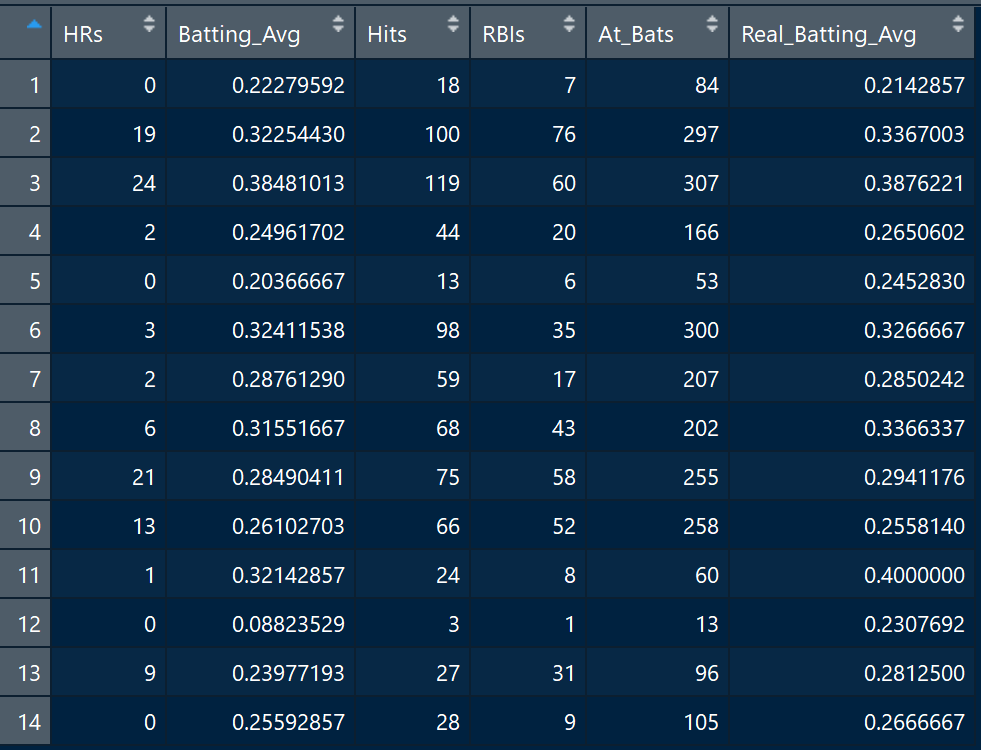 HRs Batting_Avg Hits RBIs At_Bats Real_Batting_Avg
1 0 0.22279592 18 7 84 0.2142857
2 19 0.32254430 100 76 297 0.3367003
3 24 0.38481013 119 60 307 0.3876221
4 2 0.24961702 44 20 166 0.2650602
5 0 0.20366667 13 6 53 0.2452830
6 3 0.32411538 98 35 300 0.3266667
7 2 0.28761290 59 17 207 0.2850242
8 6 0.31551667 68 43 202 0.3366337
9 21 0.28490411 75 58 255 0.2941176
10 13 0.26102703 66 52 258 0.2558140
11 1 0.32142857 24 8 60 0.4000000
12 0 0.08823529 3 1 13 0.2307692
13 9 0.23977193 27 31 96 0.2812500
14 0 0.25592857 28 9 105 0.2666667